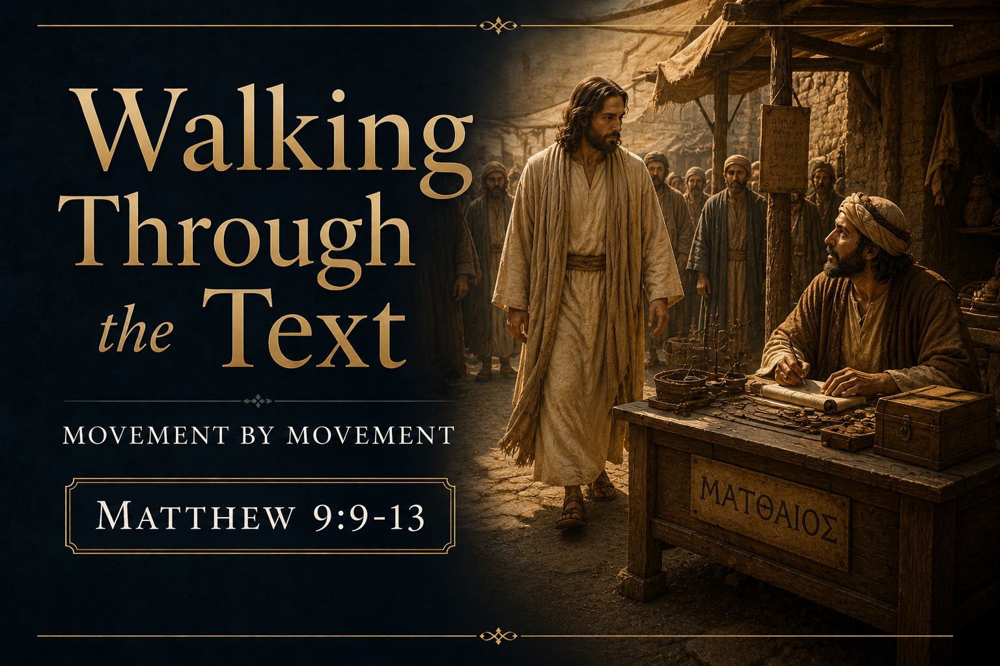 Walking
Through
the Text
MOVEMENT BY MOVEMENT
MATTHEW 9:9-13
ΜΑΤΘΑΙΟΣ